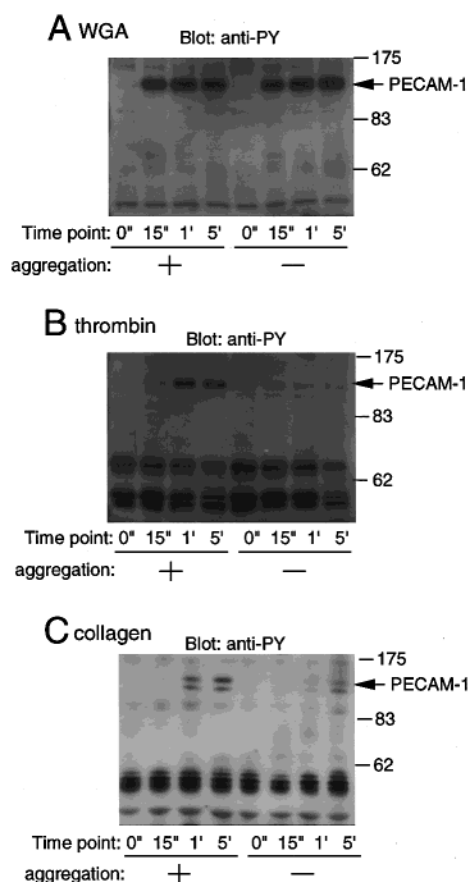 A WGA
Blot: anti-PY
175
PECAM-1
83
62
Time point: 0" 15" 1' 5' 0" 15" 1' 5'
aggregation: + −
B thrombin
Blot: anti-PY
175
PECAM-1
83
62
Time point: 0" 15" 1' 5' 0" 15" 1' 5'
aggregation: + −
C collagen
Blot: anti-PY
175
PECAM-1
83
62
Time point: 0" 15" 1' 5' 0" 15" 1' 5'
aggregation: + −